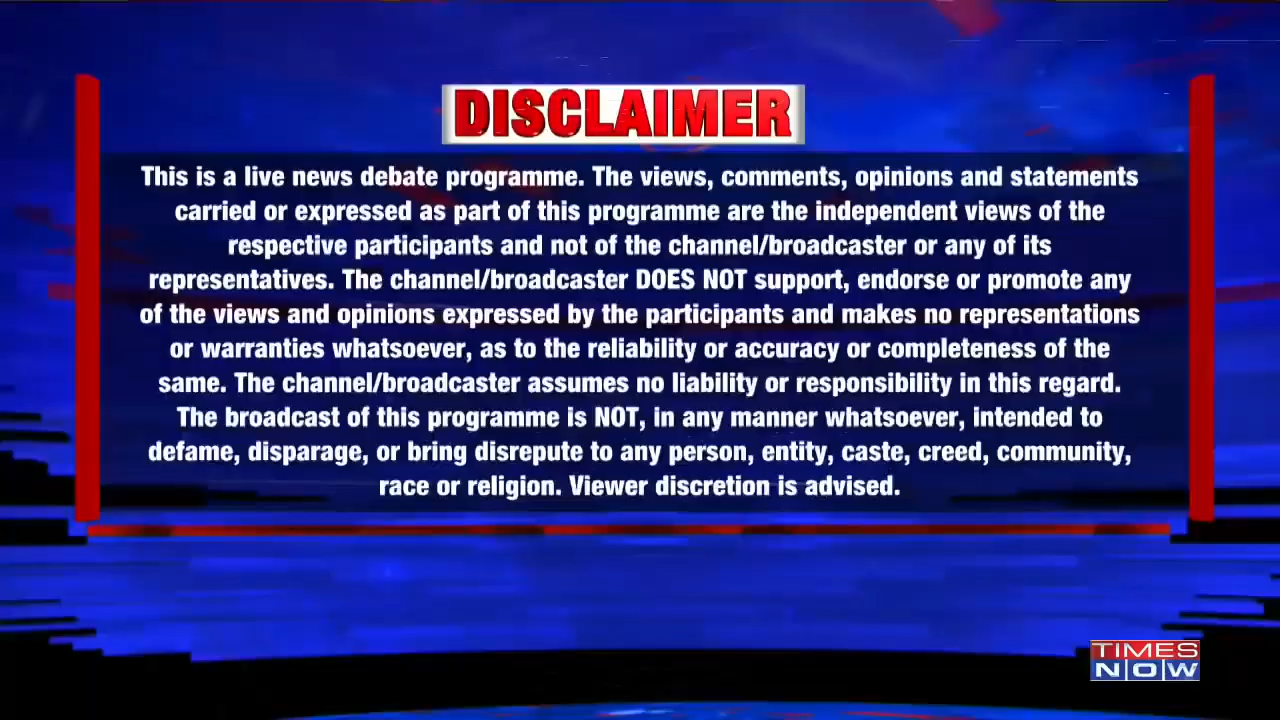 DISCLAIMER
This is a live news debate programme. The views, comments, opinions and statements
carried or expressed as part of this programme are the independent views of the
respective participants and not of the channel/broadcaster or any of its
representatives. The channel/broadcaster DOES NOT support, endorse or promote any
of the views and opinions expressed by the participants and makes no representations
or warranties whatsoever, as to the reliability or accuracy or completeness of the
same. The channel/broadcaster assumes no liability or responsibility in this regard.
The broadcast of this programme is NOT, in any manner whatsoever, intended to
defame, disparage, or bring disrepute to any person, entity, caste, creed, community,
race or religion. Viewer discretion is advised.
TIMES
NOW